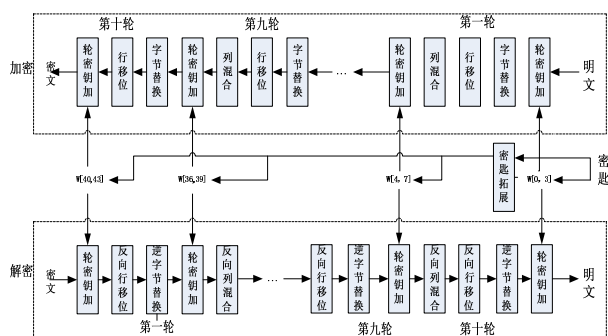 第十轮
第九轮
第一轮
加密
密文
轮密钥加
行移位
字节替换
轮密钥加
列混合
行移位
字节替换
...
轮密钥加
列混合
行移位
字节替换
轮密钥加
明文
W[40,43]
W[36,39]
W[4, 7]
密匙拓展
W[0, 3]
密匙
解密
密文
轮密钥加
反向行移位
逆字节替换
轮密钥加
反向列混合
...
反向行移位
逆字节替换
轮密钥加
反向列混合
反向行移位
逆字节替换
轮密钥加
明文
第一轮
第九轮
第十轮